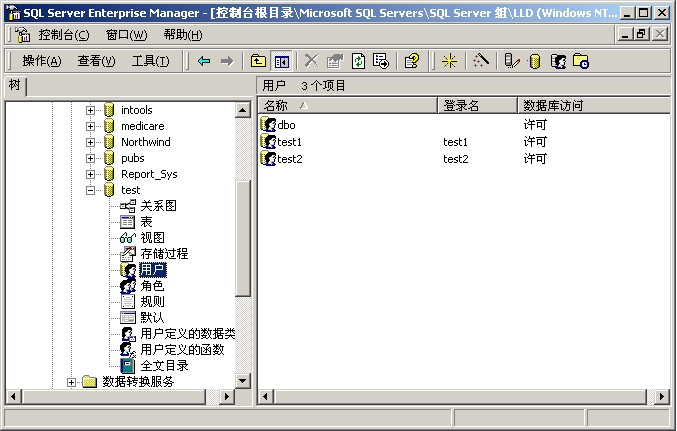 SQL Server Enterprise Manager - [控制台根目录\Microsoft SQL Servers\SQL Server 组\LLD (Windows NT...
控制台(C) 窗口(W) 帮助(H)
操作(A) 查看(V) 工具(T)
树
用户 3 个项目
名称 登录名 数据库访问
dbo 许可
test1 test1 许可
test2 test2 许可
intools
medicare
Northwind
pubs
Report_Sys
test
关系图
表
视图
存储过程
用户
角色
规则
默认
用户定义的数据类
用户定义的函数
全文目录
数据转换服务